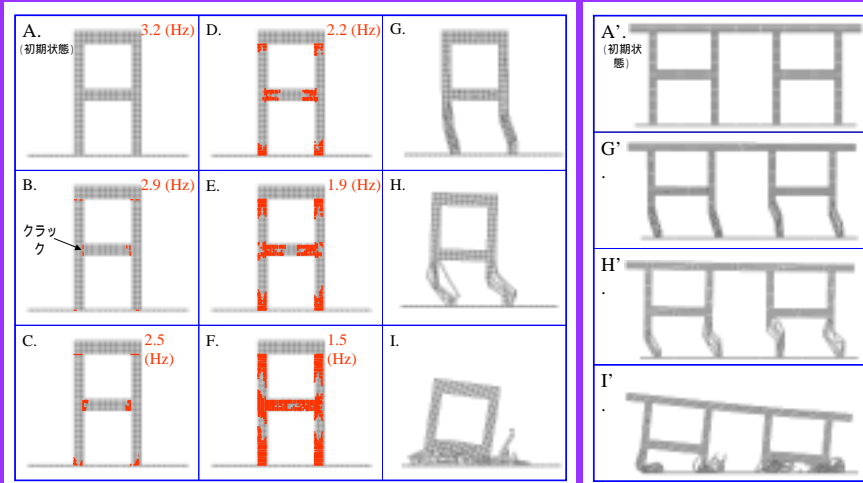 A.
(初期状態)
3.2 (Hz)
D.
2.2 (Hz)
G.
B.
2.9 (Hz)
クラッ
ク
E.
1.9 (Hz)
H.
C.
2.5
(Hz)
F.
1.5
(Hz)
I.
A'.
(初期状
態)
G'
.
H'
.
I'
.